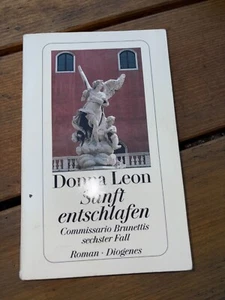 Donna Leon
Sanft
entschlafen
Commissario Brunettis
sechster Fall
Roman · Diogenes